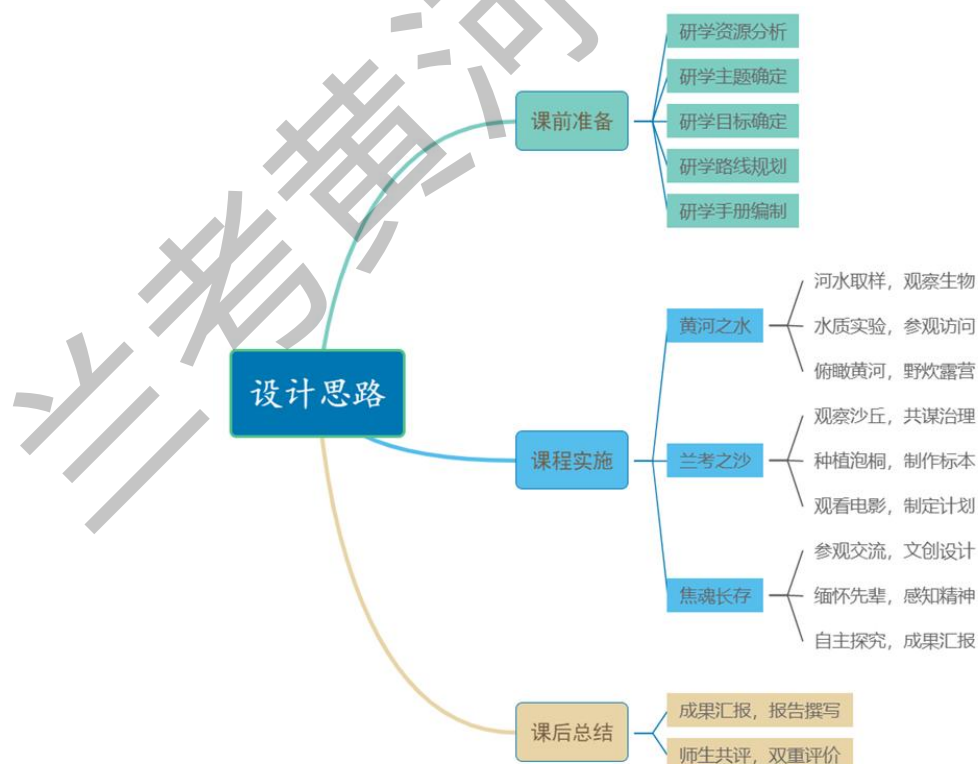 兰考黄河
设计思路
课前准备
研学资源分析
研学主题确定
研学目标确定
研学路线规划
研学手册编制
课程实施
黄河之水
河水取样，观察生物
水质实验，参观访问
俯瞰黄河，野炊露营
兰考之沙
观察沙丘，共谋治理
种植泡桐，制作标本
观看电影，制定计划
焦魂长存
参观交流，文创设计
缅怀先辈，感知精神
自主探究，成果汇报
课后总结
成果汇报，报告撰写
师生共评，双重评价